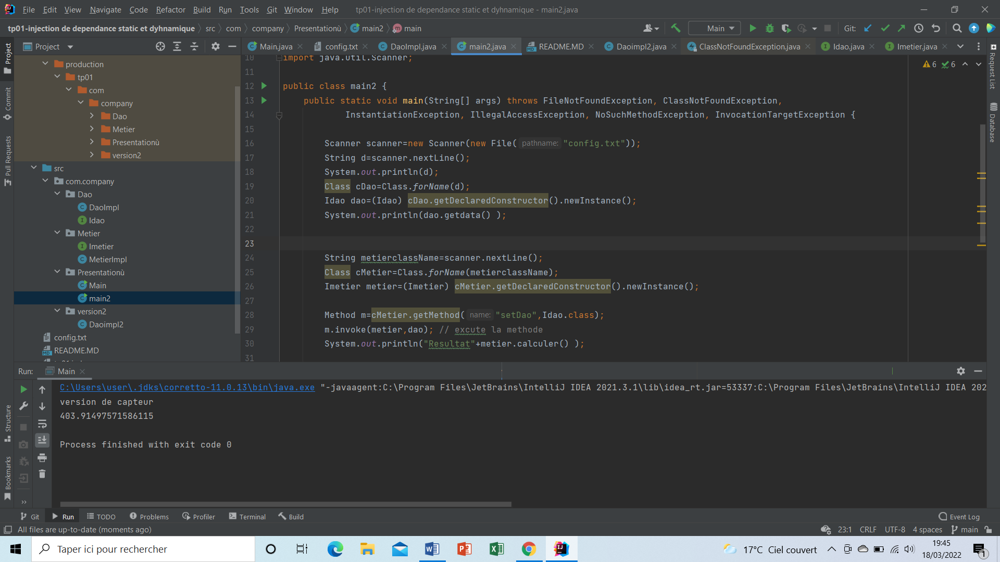 File Edit View Navigate Code Refactor Build Run Tools Git Window Help tp01-injection de dependance static et dyhnamique - main2.java
tp01-injection de dependance static et dyhnamique src com company Presentationù main2 main
Main Git:
Project
Main.java config.txt DaoImpl.java main2.java README.MD Daoimpl2.java ClassNotFoundException.java Idao.java Imetier.java
Project
Commit
Pull Requests
Structure
Bookmarks
Request List
Database
production
tp01
com
company
Dao
Metier
Presentationù
version2
src
com.company
Dao
DaoImpl
Idao
Metier
Imetier
MetierImpl
Presentationù
Main
main2
version2
Daoimpl2
config.txt
README.MD
6 6
10 import java.util.Scanner;
11
12 public class main2 {
13 public static void main(String[] args) throws FileNotFoundException, ClassNotFoundException,
14 InstantiationException, IllegalAccessException, NoSuchMethodException, InvocationTargetException {
15
16 Scanner scanner=new Scanner(new File( pathname: "config.txt"));
17 String d=scanner.nextLine();
18 System.out.println(d);
19 Class cDao=Class.forName(d);
20 Idao dao=(Idao) cDao.getDeclaredConstructor().newInstance();
21 System.out.println(dao.getdata() );
22
23
24 String metierclassName=scanner.nextLine();
25 Class cMetier=Class.forName(metierclassName);
26 Imetier metier=(Imetier) cMetier.getDeclaredConstructor().newInstance();
27
28 Method m=cMetier.getMethod( name: "setDao",Idao.class);
29 m.invoke(metier,dao); // excute la methode
30 System.out.println("Resultat"+metier.calculer() );
31
Run: Main
C:\Users\user\.jdks\corretto-11.0.13\bin\java.exe "-javaagent:C:\Program Files\JetBrains\IntelliJ IDEA 2021.3.1\lib\idea_rt.jar=53337:C:\Program Files\JetBrains\IntelliJ IDEA 202
version de capteur
403.91497571586115
Process finished with exit code 0
Git Run TODO Problems Profiler Terminal Build Event Log
All files are up-to-date (moments ago) 23:1 CRLF UTF-8 4 spaces main
Taper ici pour rechercher 17°C Ciel couvert 19:45
18/03/2022 1